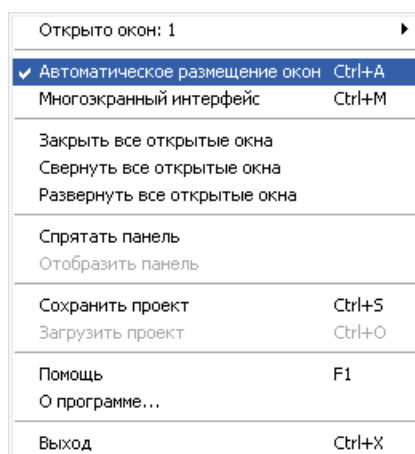 Открыто окон: 1
Автоматическое размещение окон Ctrl+A
Многоэкранный интерфейс Ctrl+M
Закрыть все открытые окна
Свернуть все открытые окна
Развернуть все открытые окна
Спрятать панель
Отобразить панель
Сохранить проект Ctrl+S
Загрузить проект Ctrl+O
Помощь F1
О программе...
Выход Ctrl+X